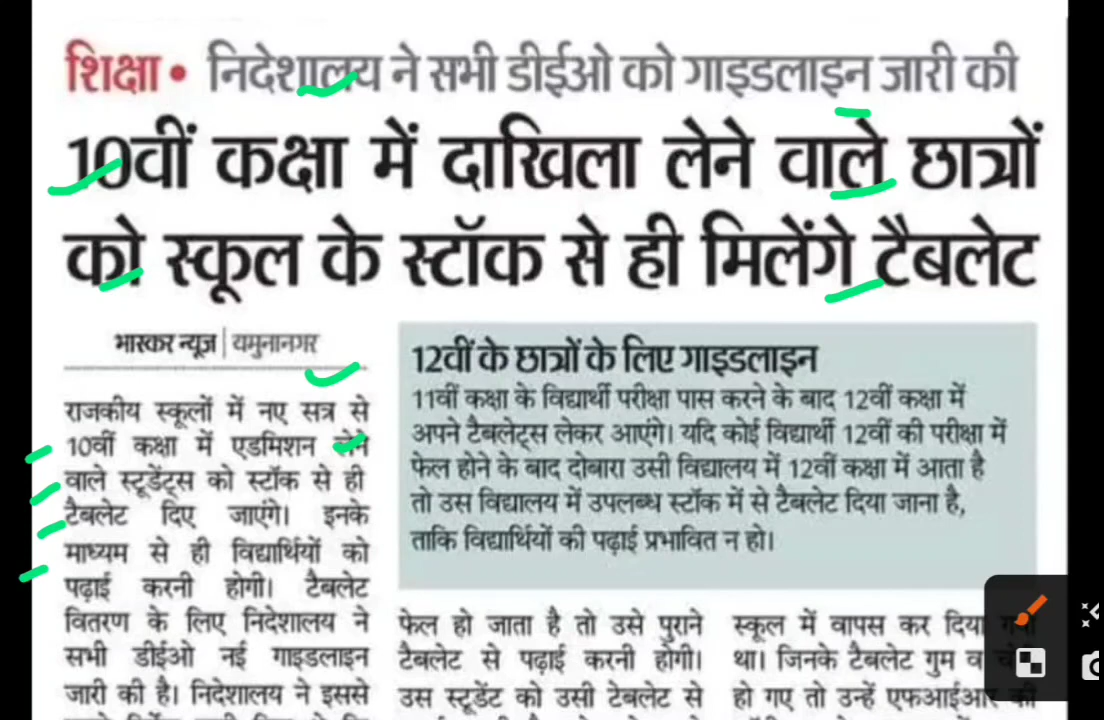 शिक्षा • निदेशालय ने सभी डीईओ को गाइडलाइन जारी की
10वीं कक्षा में दाखिला लेने वाले छात्रों
को स्कूल के स्टॉक से ही मिलेंगे टैबलेट
भास्कर न्यूज | यमुनानगर
राजकीय स्कूलों में नए सत्र से
10वीं कक्षा में एडमिशन लेने
वाले स्टूडेंट्स को स्टॉक से ही
टैबलेट दिए जाएंगे। इनके
माध्यम से ही विद्यार्थियों को
पढ़ाई करनी होगी। टैबलेट
वितरण के लिए निदेशालय ने
सभी डीईओ नई गाइडलाइन
जारी की है। निदेशालय ने इससे
12वीं के छात्रों के लिए गाइडलाइन
11वीं कक्षा के विद्यार्थी परीक्षा पास करने के बाद 12वीं कक्षा में
अपने टैबलेट्स लेकर आएंगे। यदि कोई विद्यार्थी 12वीं की परीक्षा में
फेल होने के बाद दोबारा उसी विद्यालय में 12वीं कक्षा में आता है
तो उस विद्यालय में उपलब्ध स्टॉक में से टैबलेट दिया जाना है,
ताकि विद्यार्थियों की पढ़ाई प्रभावित न हो।
फेल हो जाता है तो उसे पुराने
टैबलेट से पढ़ाई करनी होगी।
उस स्टूडेंट को उसी टेबलेट से
स्कूल में वापस कर दिया गया
था। जिनके टैबलेट गुम व
हो गए तो उन्हें एफआईआर की